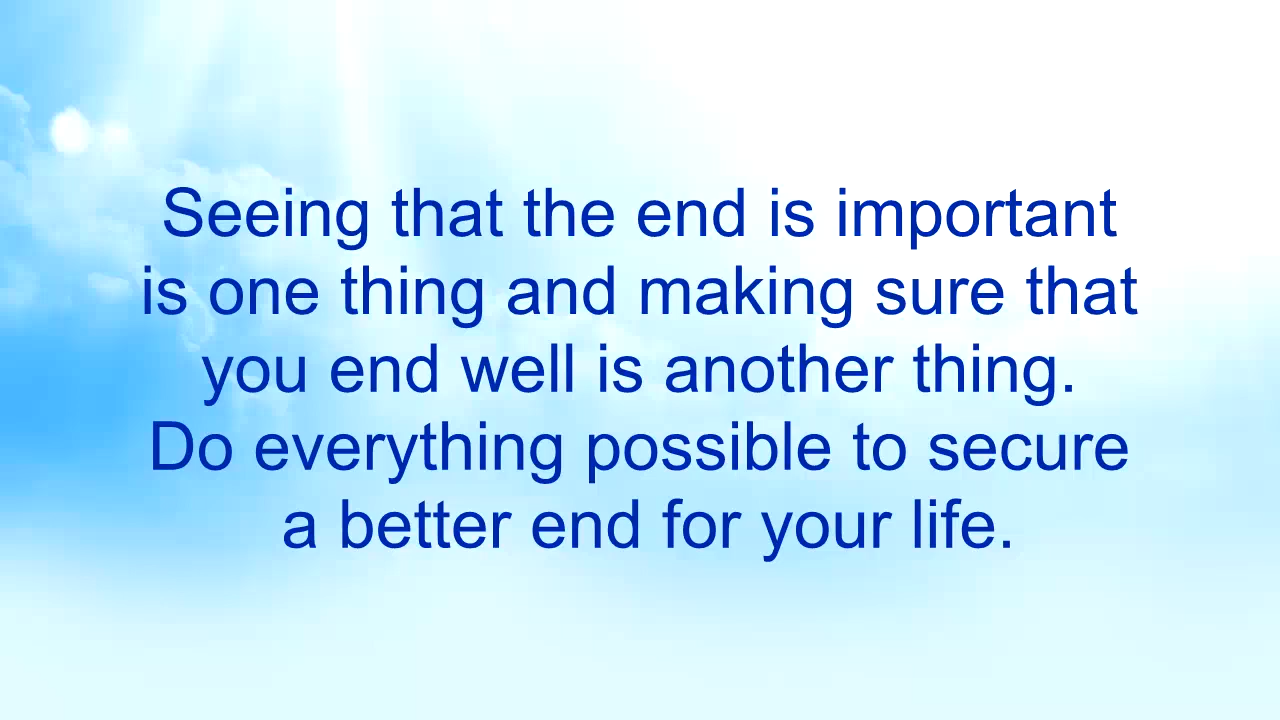 Seeing that the end is important
is one thing and making sure that
you end well is another thing.
Do everything possible to secure
a better end for your life.